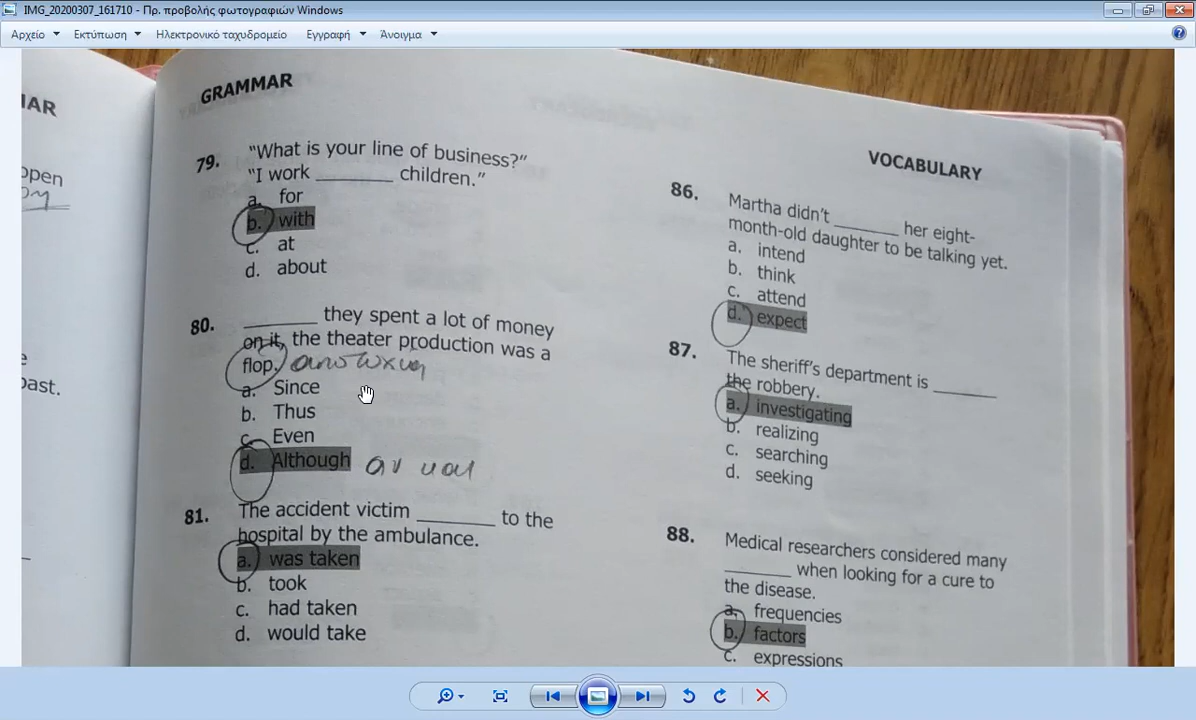 IMG_20200307_161710 - Πρ. προβολής φωτογραφιών Windows
Αρχείο Εκτύπωση Ηλεκτρονικό ταχυδρομείο Εγγραφή Άνοιγμα
AR
open
past.
GRAMMAR
79. "What is your line of business?"
"I work ________ children."
a. for
b. with
c. at
d. about
80. ________ they spent a lot of money
on it, the theater production was a
flop. αποτυχία
a. Since
b. Thus
c. Even
d. Although αν και
81. The accident victim ________ to the
hospital by the ambulance.
a. was taken
b. took
c. had taken
d. would take
VOCABULARY
86. Martha didn't ________ her eight-
month-old daughter to be talking yet.
a. intend
b. think
c. attend
d. expect
87. The sheriff's department is ________
the robbery.
a. investigating
b. realizing
c. searching
d. seeking
88. Medical researchers considered many
________ when looking for a cure to
the disease.
a. frequencies
b. factors
c. expressions